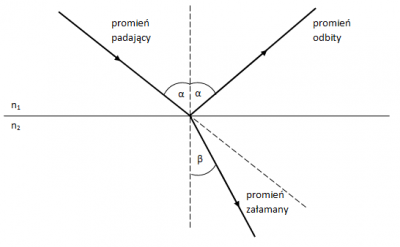 promień
padający
promień
odbity
α
α
n1
n2
β
promień
załamany